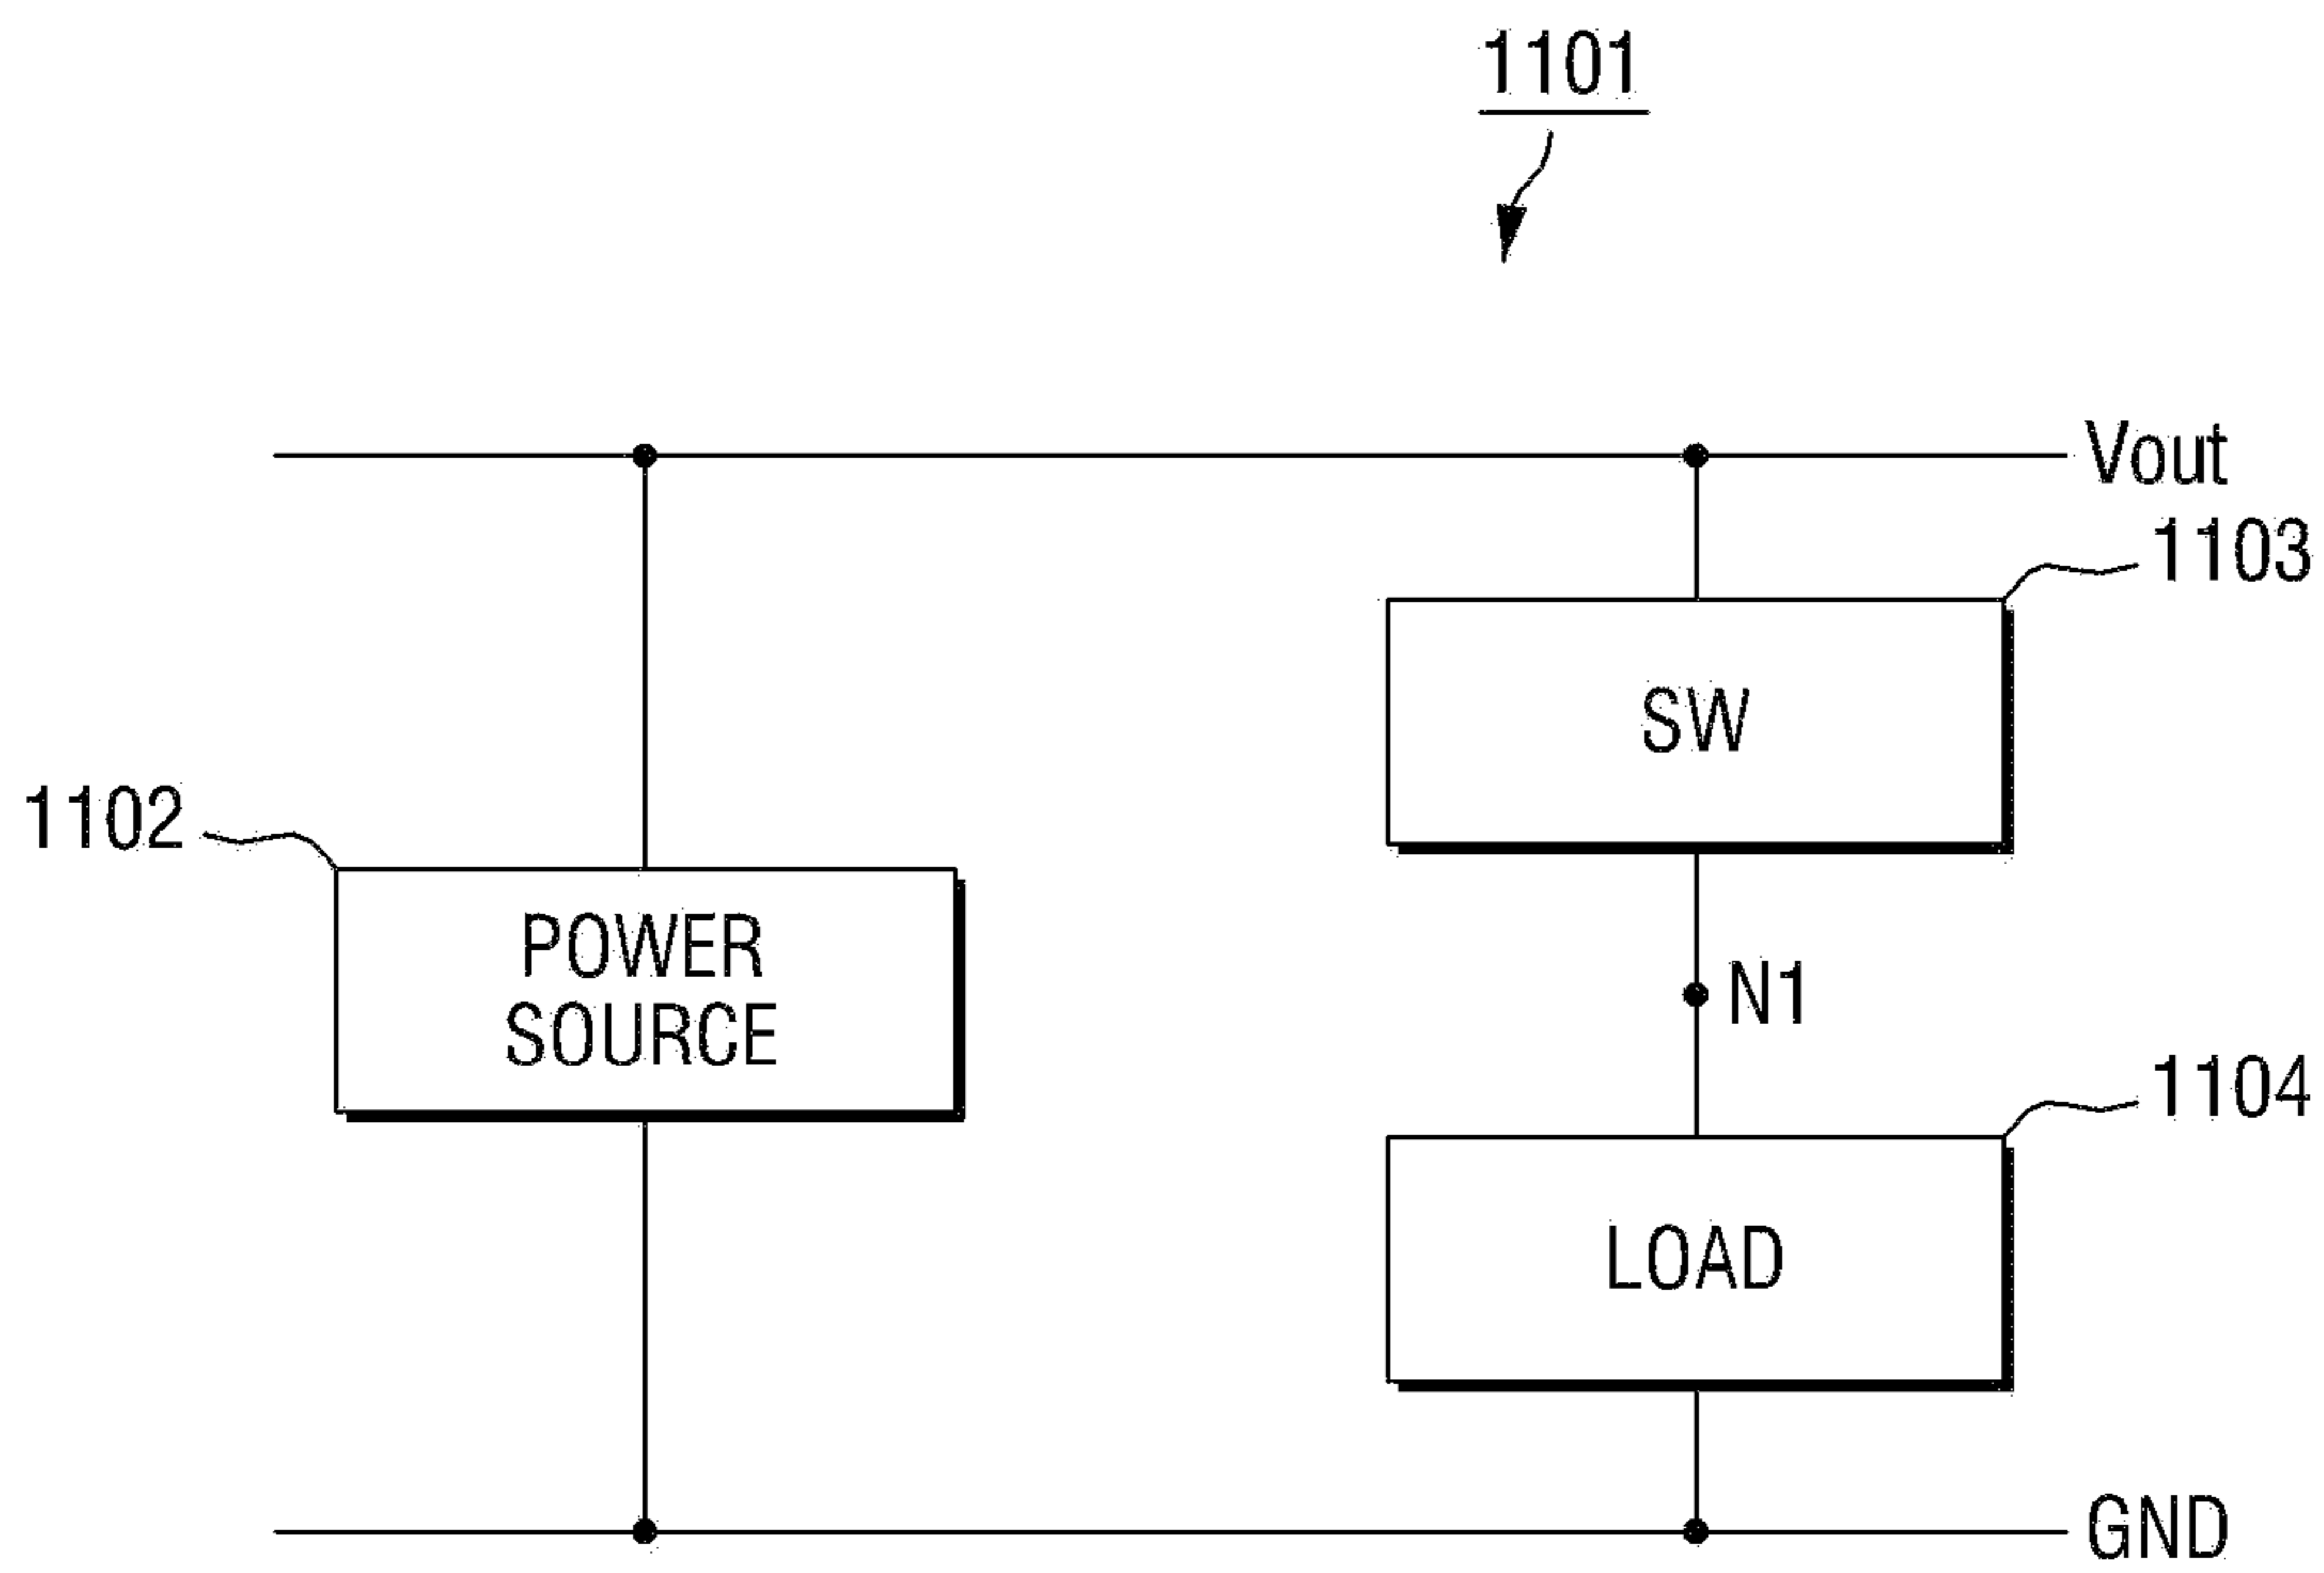 1101
Vout
1103
SW
1102
POWER
SOURCE
N1
1104
LOAD
GND